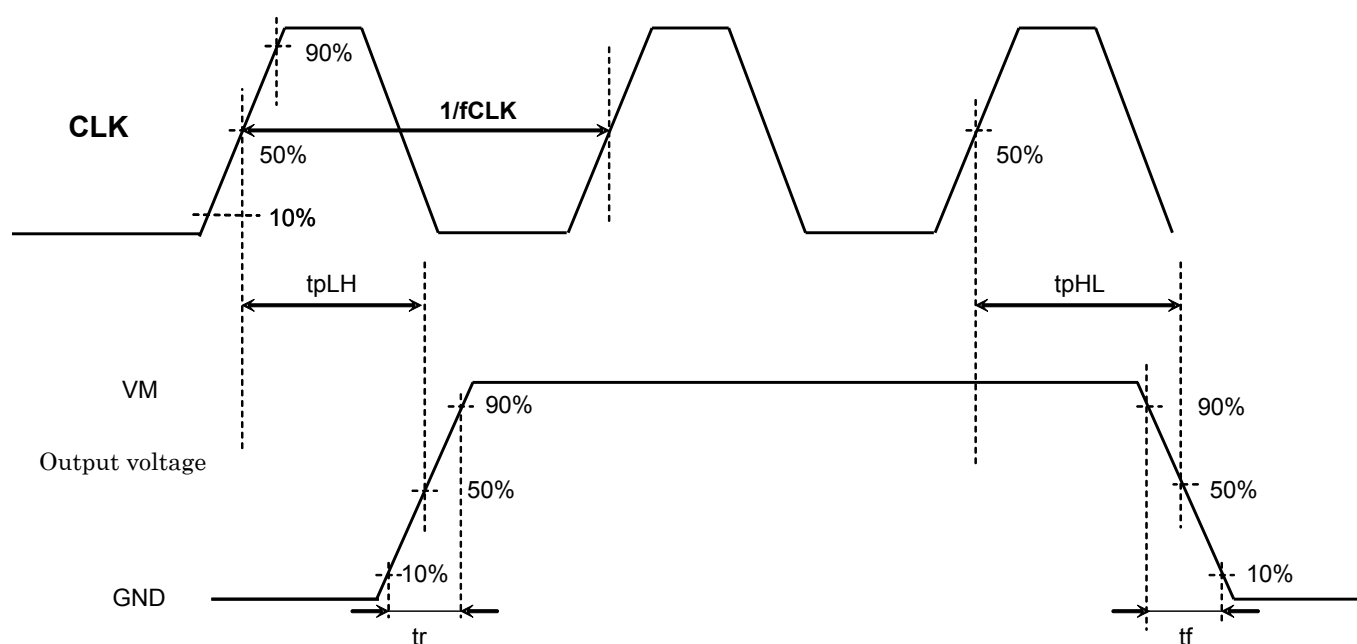 90%
1/fCLK
CLK
50%
50%
10%
tpLH
tpHL
VM
90%
90%
Output voltage
50%
50%
10%
10%
GND
tr
tf